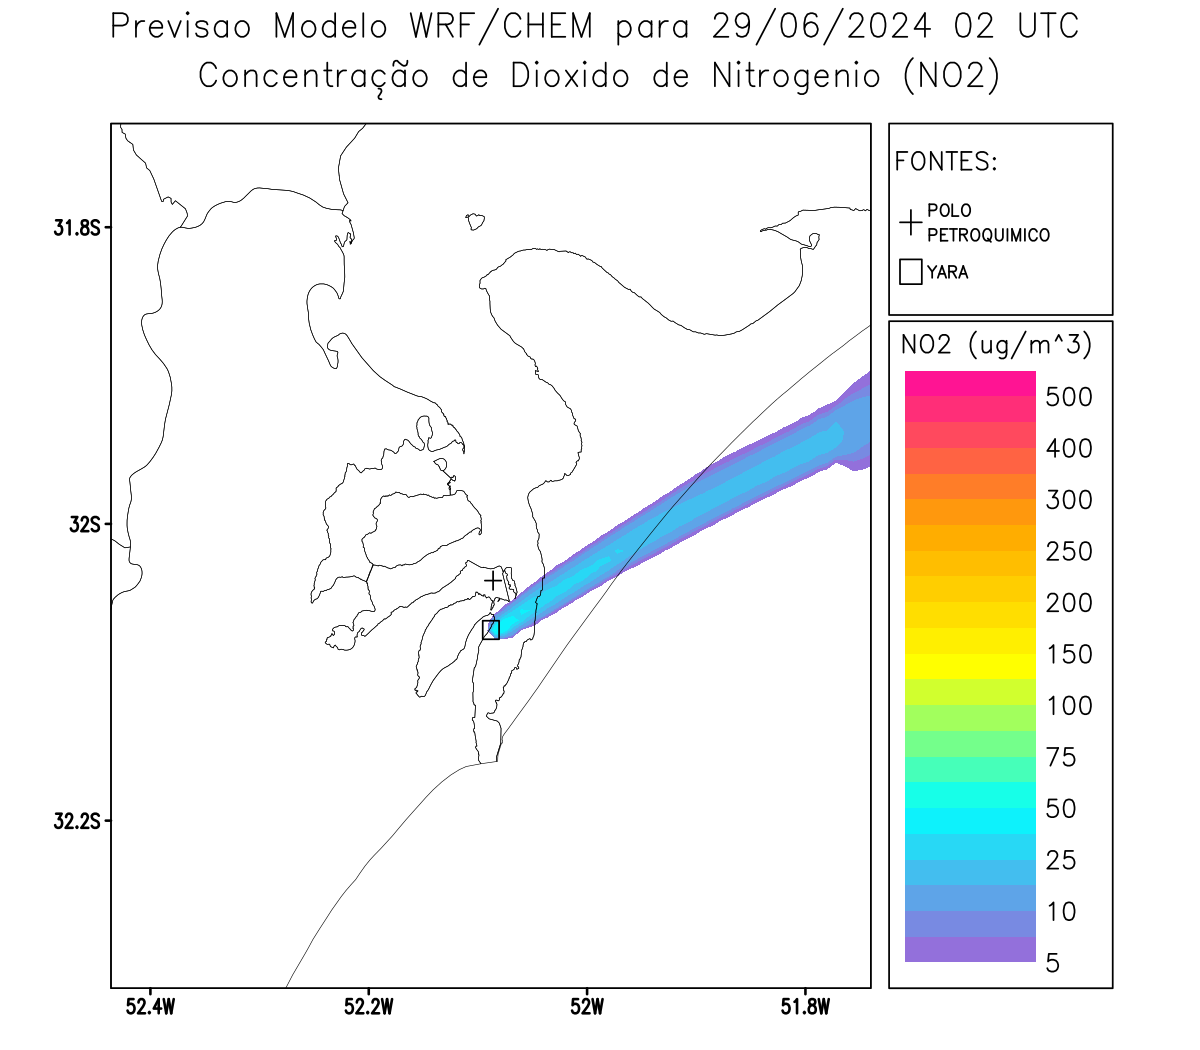 Previsao Modelo WRF/CHEM para 29/06/2024 02 UTC
Concentração de Dioxido de Nitrogenio (NO2)
FONTES:
POLO
PETROQUIMICO
YARA
NO2 (ug/m^3)
500
400
300
250
200
150
100
75
50
25
10
5
31.8S
32S
32.2S
52.4W
52.2W
52W
51.8W